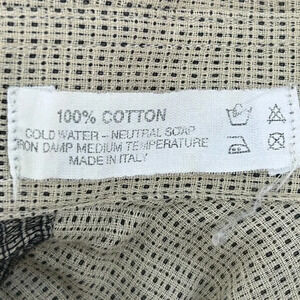 100% COTTON
COLD WATER – NEUTRAL SOAP
IRON DAMP MEDIUM TEMPERATURE
MADE IN ITALY